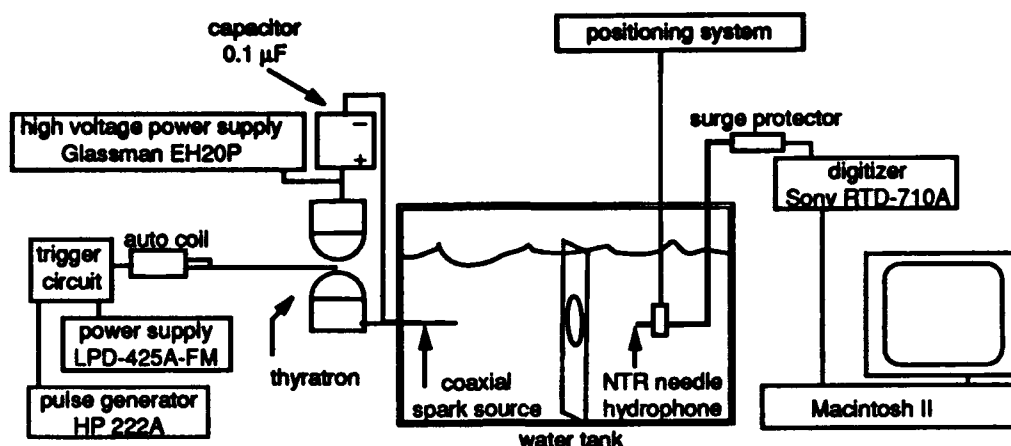 capacitor
0.1 μF
positioning system
high voltage power supply
Glassman EH20P
−
+
surge protector
digitizer
Sony RTD-710A
auto coil
trigger
circuit
power supply
LPD-425A-FM
thyratron
coaxial
spark source
NTR needle
hydrophone
pulse generator
HP 222A
Macintosh II
water tank